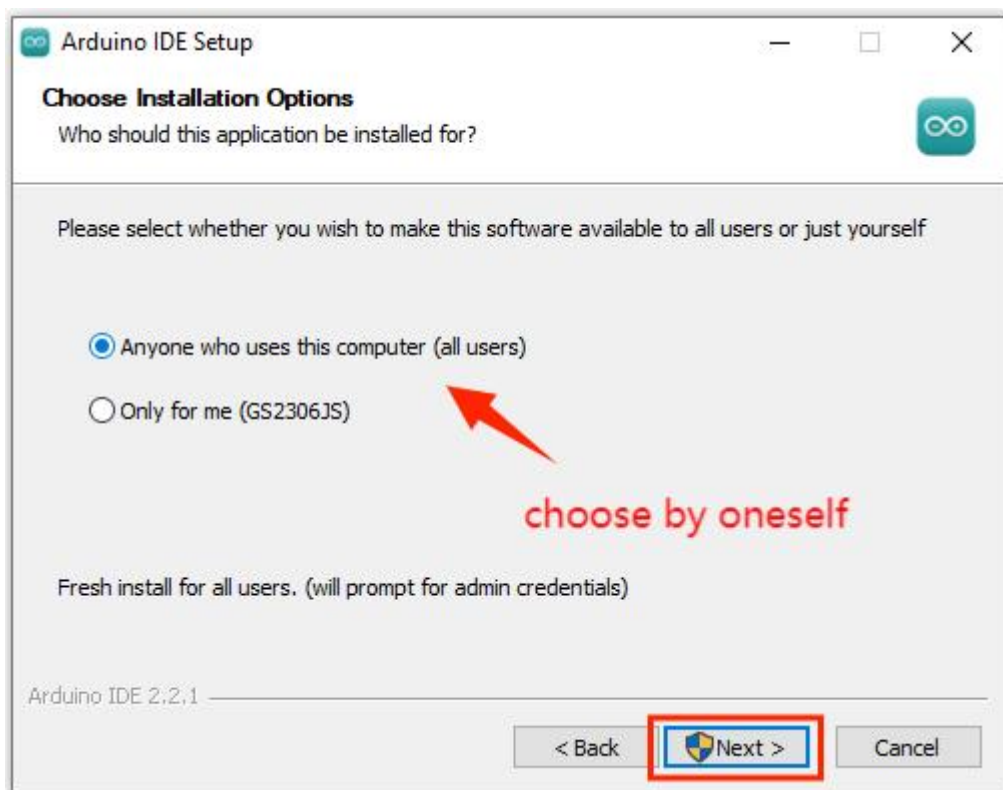 Arduino IDE Setup
Choose Installation Options
Who should this application be installed for?
Please select whether you wish to make this software available to all users or just yourself
Anyone who uses this computer (all users)
Only for me (GS2306JS)
choose by oneself
Fresh install for all users. (will prompt for admin credentials)
Arduino IDE 2.2.1
< Back Next > Cancel